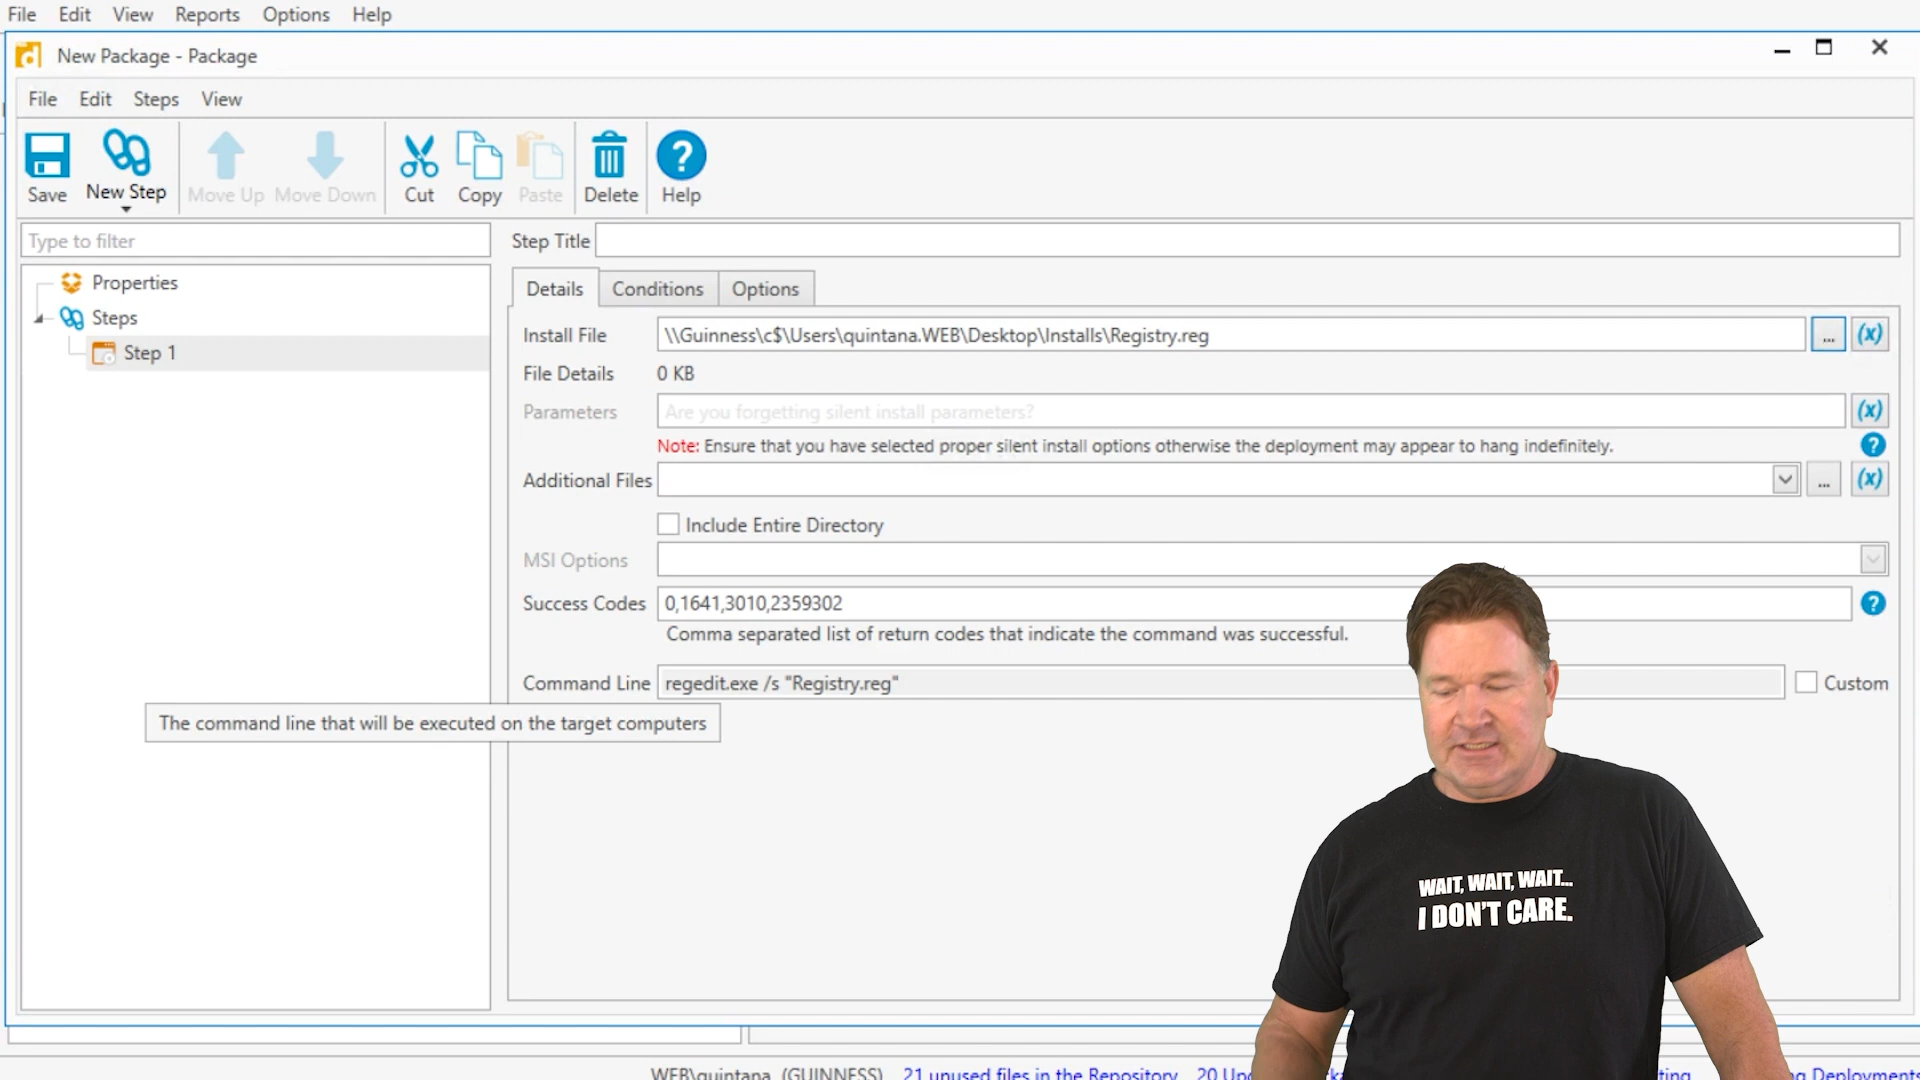 File Edit View Reports Options Help
New Package - Package
File Edit Steps View
Save New Step Move Up Move Down Cut Copy Paste Delete Help
Type to filter
Step Title
Properties
Steps
Step 1
Details Conditions Options
Install File \\Guinness\c$\Users\quintana.WEB\Desktop\Installs\Registry.reg ... (x)
File Details 0 KB
Parameters Are you forgetting silent install parameters? (x)
Note: Ensure that you have selected proper silent install options otherwise the deployment may appear to hang indefinitely. ?
Additional Files ... (x)
Include Entire Directory
MSI Options
Success Codes 0,1641,3010,2359302 ?
Comma separated list of return codes that indicate the command was successful.
Command Line regedit.exe /s "Registry.reg" Custom
The command line that will be executed on the target computers
WAIT, WAIT, WAIT...
I DON'T CARE.
WEB\quintana (GUINNESS) 21 unused files in the Repository 20 Deployments